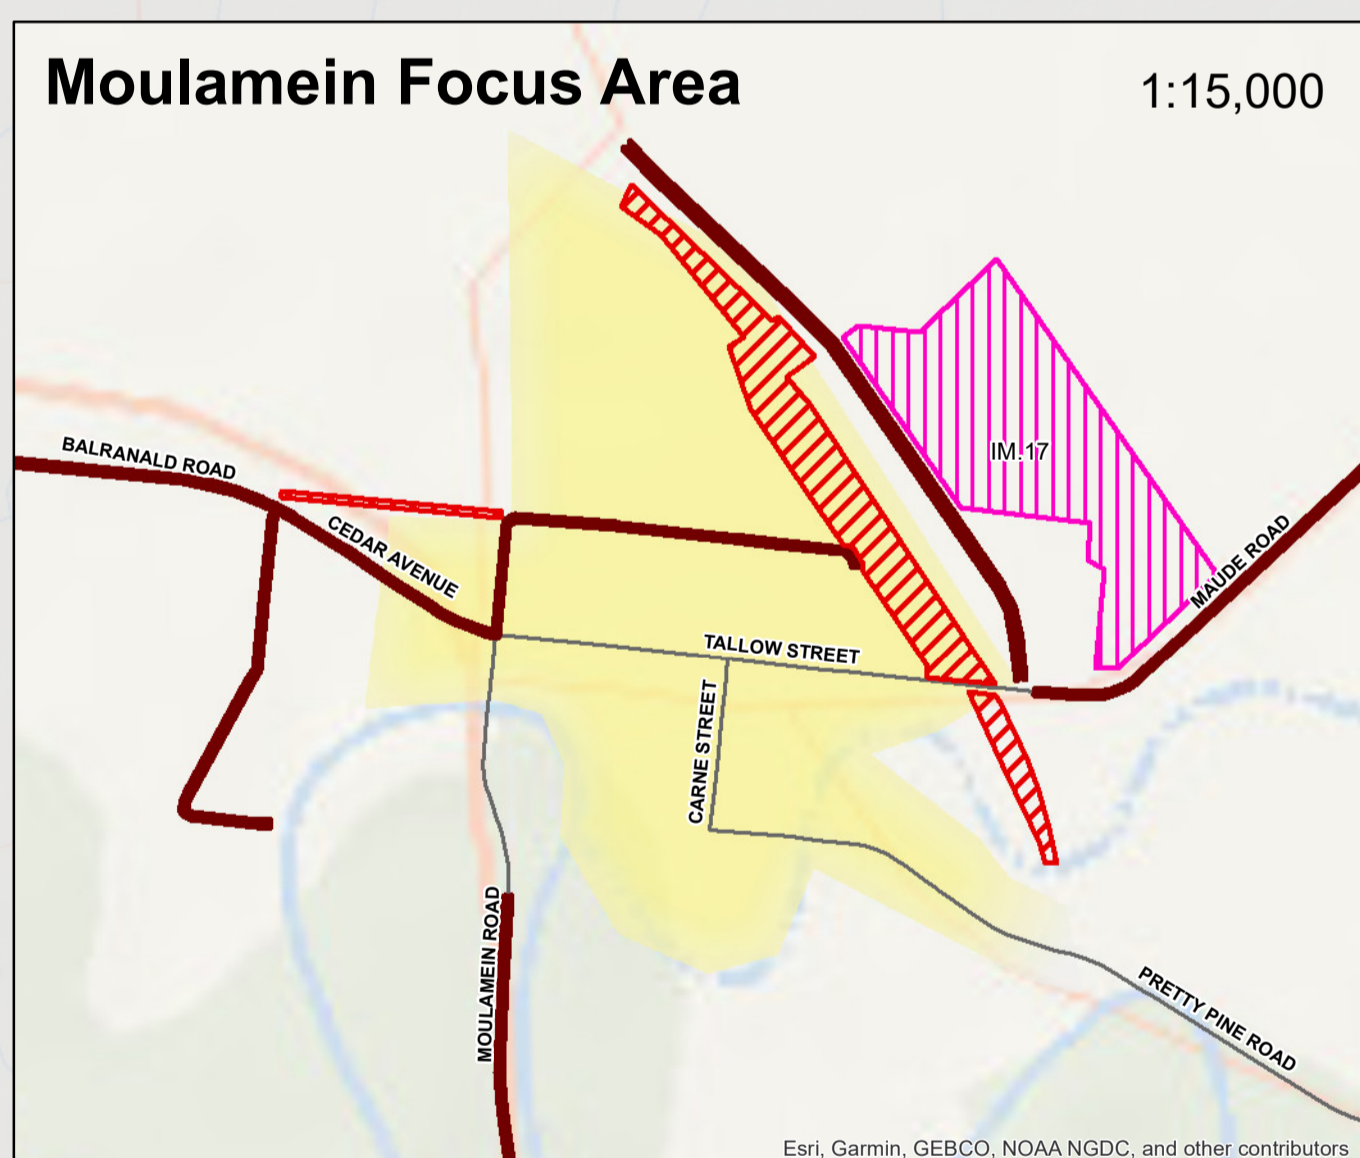 Moulamein Focus Area
1:15,000
BALRANALD ROAD
CEDAR AVENUE
IM.17
MAUDE ROAD
TALLOW STREET
CARNE STREET
MOULAMEIN ROAD
PRETTY PINE ROAD
Esri, Garmin, GEBCO, NOAA NGDC, and other contributors